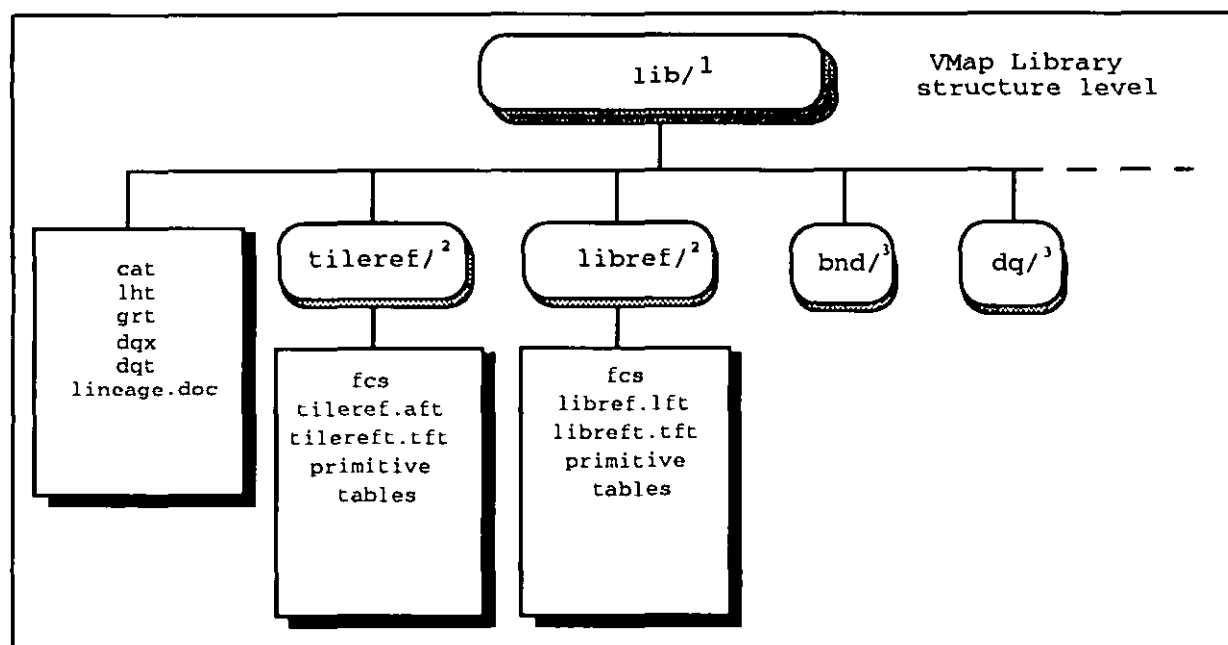 lib/1
VMap Library
structure level
cat
lht
grt
dqx
dqt
lineage.doc
tileref/2
fcs
tileref.aft
tilereft.tft
primitive
tables
libref/2
fcs
libref.lft
libreft.tft
primitive
tables
bnd/3
dq/3